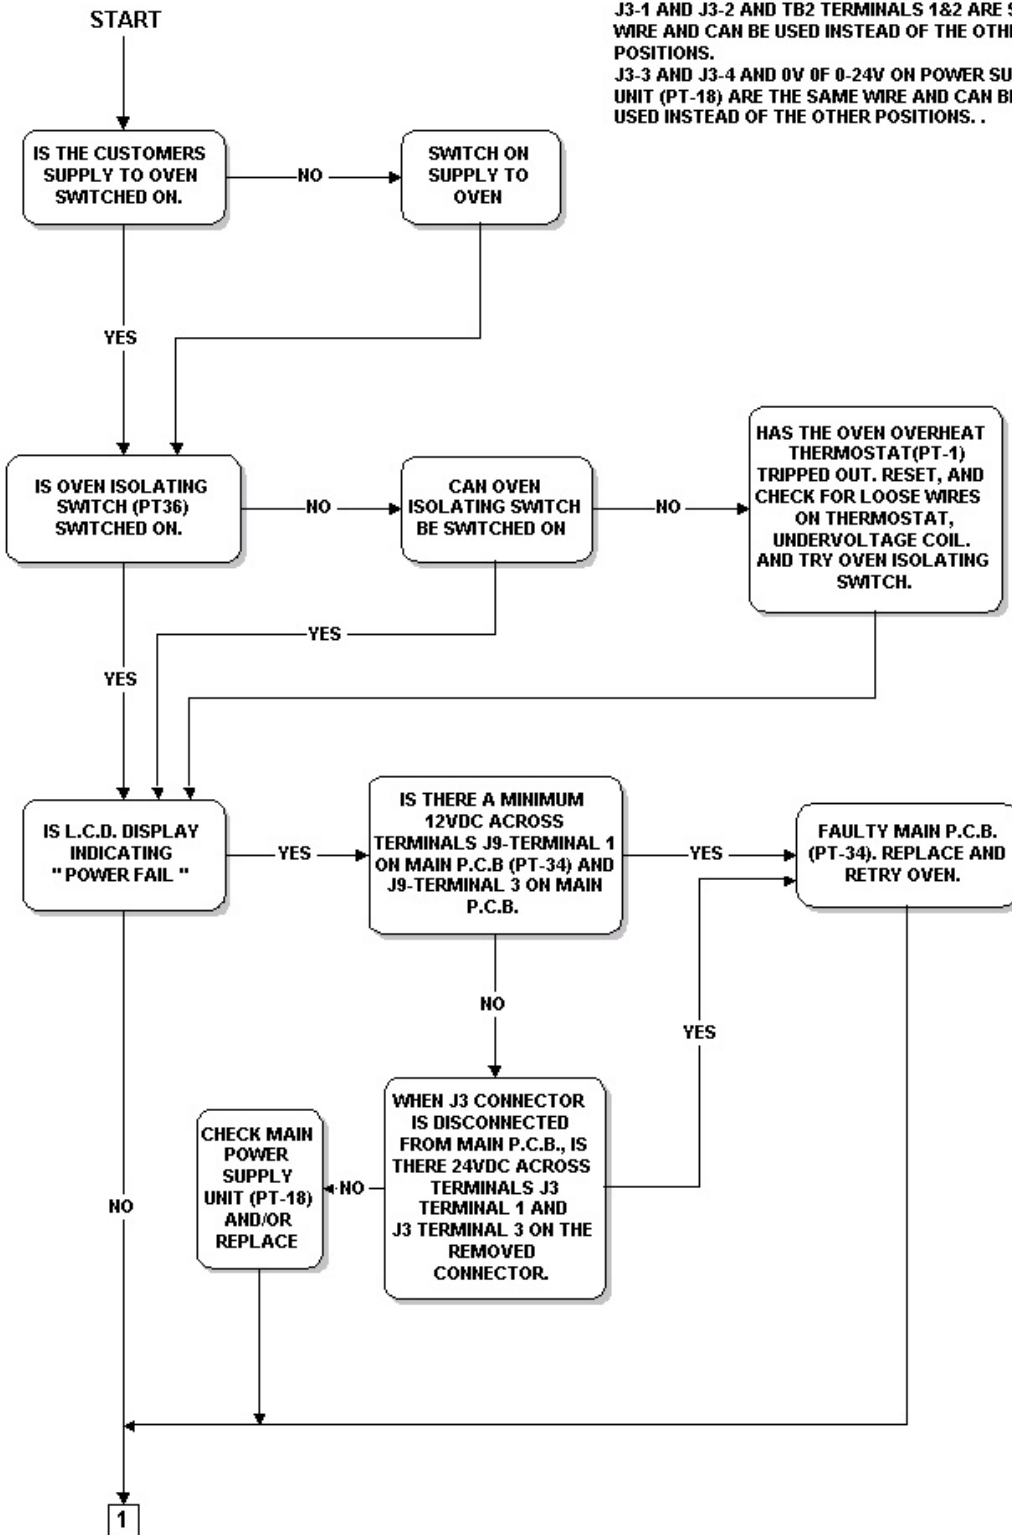 START
J3-1 AND J3-2 AND TB2 TERMINALS 1&2 ARE
WIRE AND CAN BE USED INSTEAD OF THE
POSITIONS.
J3-3 AND J3-4 AND 0V 0F 0-24V ON POWER
UNIT (PT-18) ARE THE SAME WIRE AND CAN
USED INSTEAD OF THE OTHER POSITIONS. .
IS THE CUSTOMERS
SUPPLY TO OVEN
SWITCHED ON.
NO
SWITCH ON
SUPPLY TO
OVEN
YES
IS OVEN ISOLATING
SWITCH (PT36)
SWITCHED ON.
NO
CAN OVEN
ISOLATING SWITCH
BE SWITCHED ON
NO
HAS THE OVEN OVERHEAT
THERMOSTAT(PT-1)
TRIPPED OUT. RESET, AND
CHECK FOR LOOSE WIRES
ON THERMOSTAT,
UNDERVOLTAGE COIL.
AND TRY OVEN ISOLATING
SWITCH.
YES
YES
IS L.C.D. DISPLAY
INDICATING
" POWER FAIL "
YES
IS THERE A MINIMUM
12VDC ACROSS
TERMINALS J9-TERMINAL 1
ON MAIN P.C.B (PT-34) AND
J9-TERMINAL 3 ON MAIN
P.C.B.
YES
FAULTY MAIN P.C.B.
(PT-34). REPLACE AND
RETRY OVEN.
NO
YES
WHEN J3 CONNECTOR
IS DISCONNECTED
FROM MAIN P.C.B., IS
THERE 24VDC ACROSS
TERMINALS J3
TERMINAL 1 AND
J3 TERMINAL 3 ON THE
REMOVED
CONNECTOR.
NO
CHECK MAIN
POWER
SUPPLY
UNIT (PT-18)
AND/OR
REPLACE
NO
1